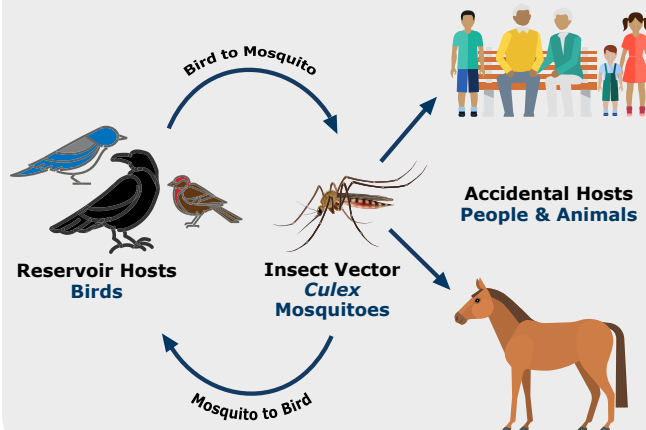 Bird to Mosquito
Accidental Hosts
People & Animals
Reservoir Hosts
Birds
Insect Vector
Culex
Mosquitoes
Mosquito to Bird